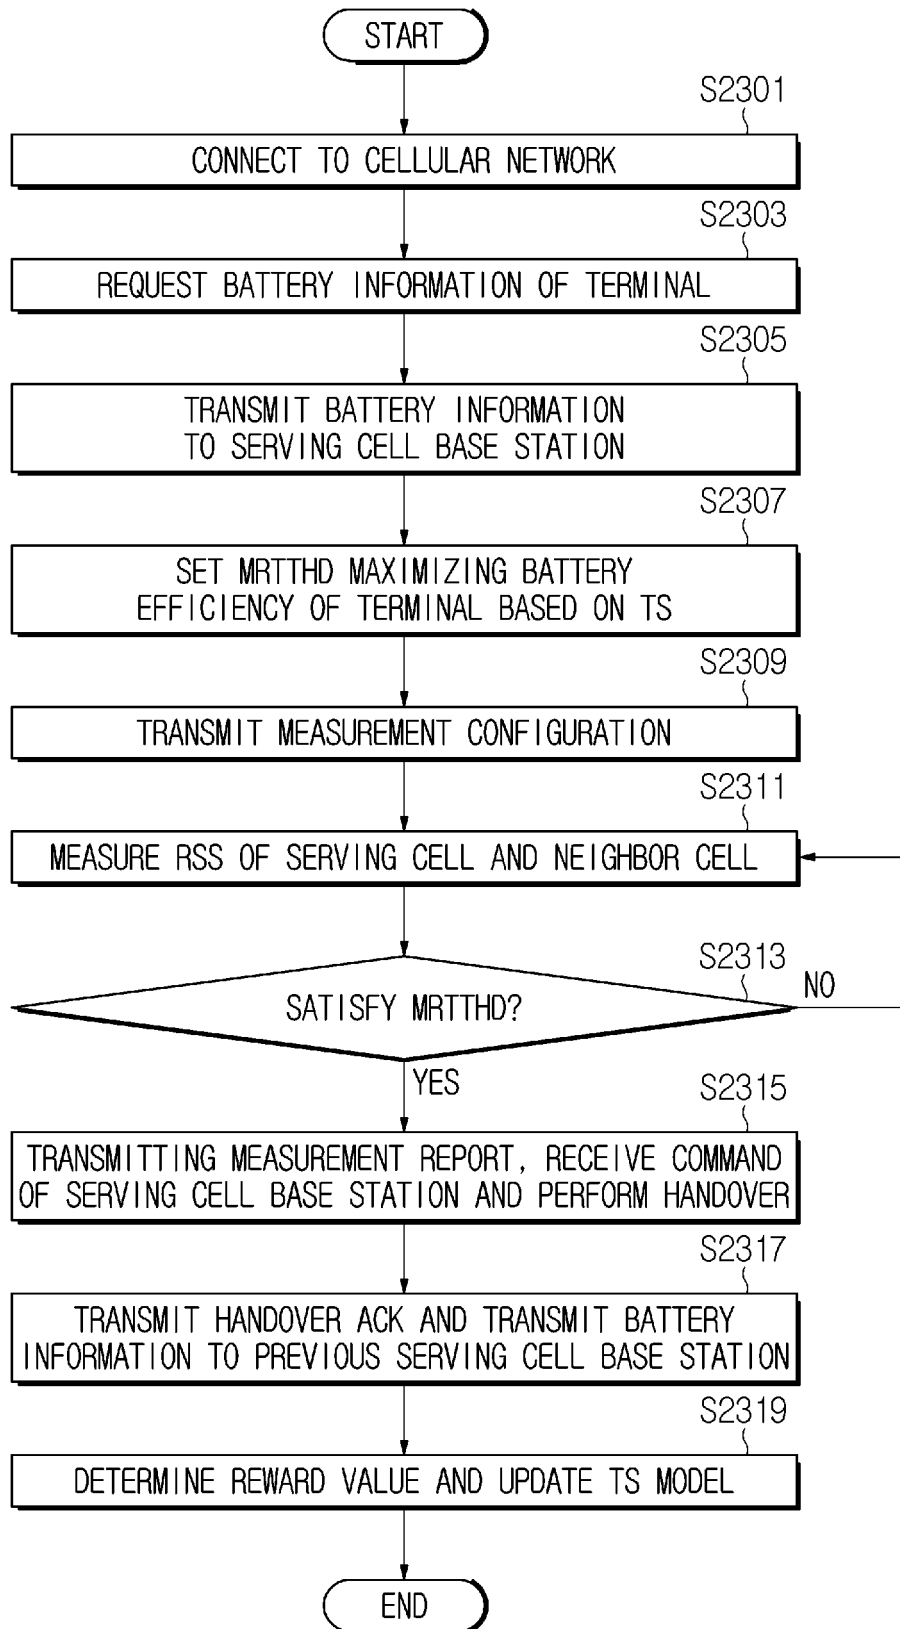 START
S2301
CONNECT TO CELLULAR NETWORK
S2303
REQUEST BATTERY INFORMATION OF TERMINAL
S2305
TRANSMIT BATTERY INFORMATION
TO SERVING CELL BASE STATION
S2307
SET MRTTHD MAXIMIZING BATTERY
EFFICIENCY OF TERMINAL BASED ON TS
S2309
TRANSMIT MEASUREMENT CONFIGURATION
S2311
MEASURE RSS OF SERVING CELL AND NEIGHBOR CELL
S2313
SATISFY MRTTHD?
NO
YES
S2315
TRANSMITTING MEASUREMENT REPORT, RECEIVE COMMAND
OF SERVING CELL BASE STATION AND PERFORM HANDOVER
S2317
TRANSMIT HANDOVER ACK AND TRANSMIT BATTERY
INFORMATION TO PREVIOUS SERVING CELL BASE STATION
S2319
DETERMINE REWARD VALUE AND UPDATE TS MODEL
END